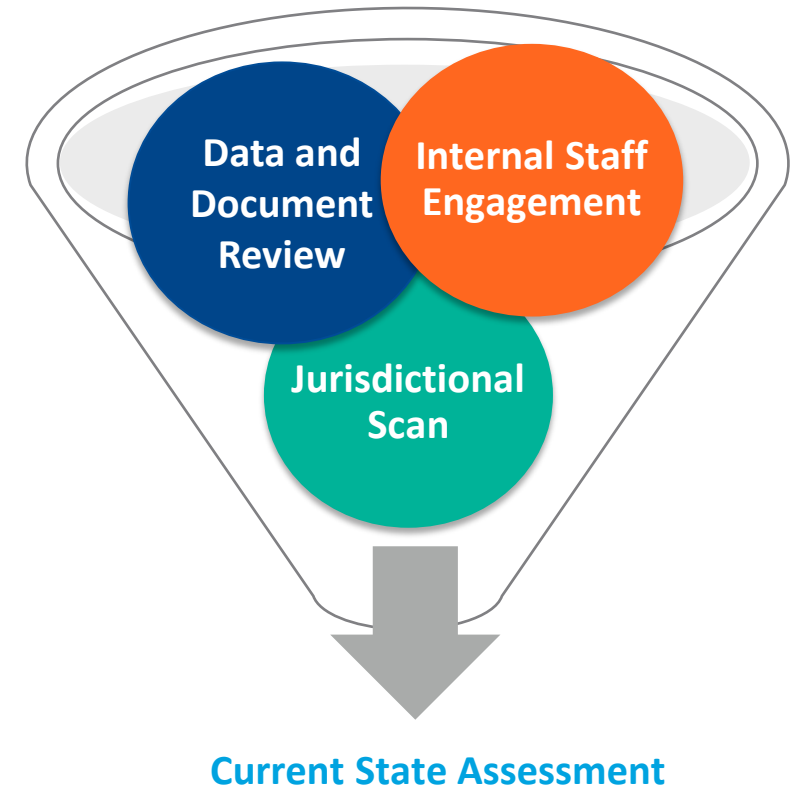 Data and
Document
Review
Internal Staff
Engagement
Jurisdictional
Scan
Current State Assessment